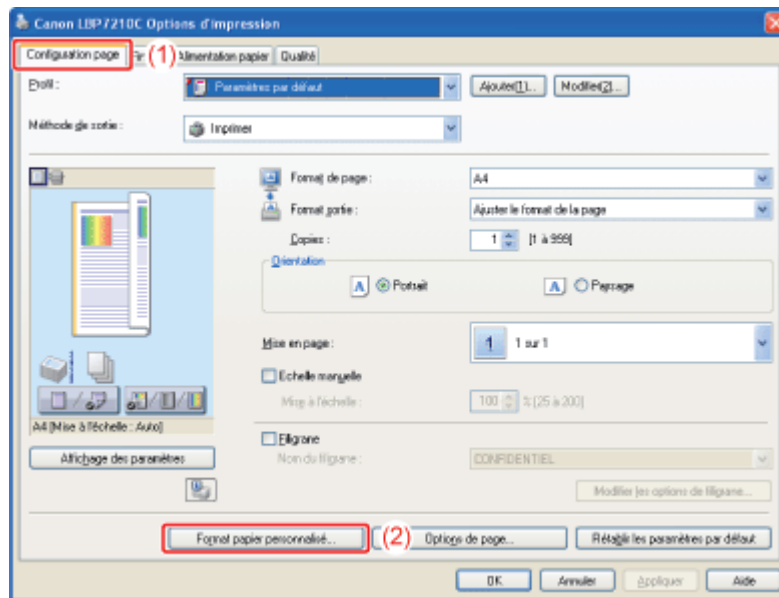 Canon LBP7210C Options d'impression
Configuration page (1) Alimentation papier Qualité
Profil : Paramètres par défaut Ajouter(1)... Modifier(2)...
Méthode de sortie : Imprimer
Format de page : A4
Format sortie : Ajuster le format de la page
Copies : 1 [1 à 999]
Orientation
A Portrait A Paysage
Mise en page : 1 1 sur 1
Echelle manuelle
Mise à l'échelle : 100 % [25 à 200]
A4 [Mise à l'échelle : Auto]
Filigrane
Affichage des paramètres Nom du filigrane : CONFIDENTIEL
Modifier les options de filigrane...
Format papier personnalisé... (2) Options de page... Rétablir les paramètres par défaut
OK Annuler Appliquer Aide